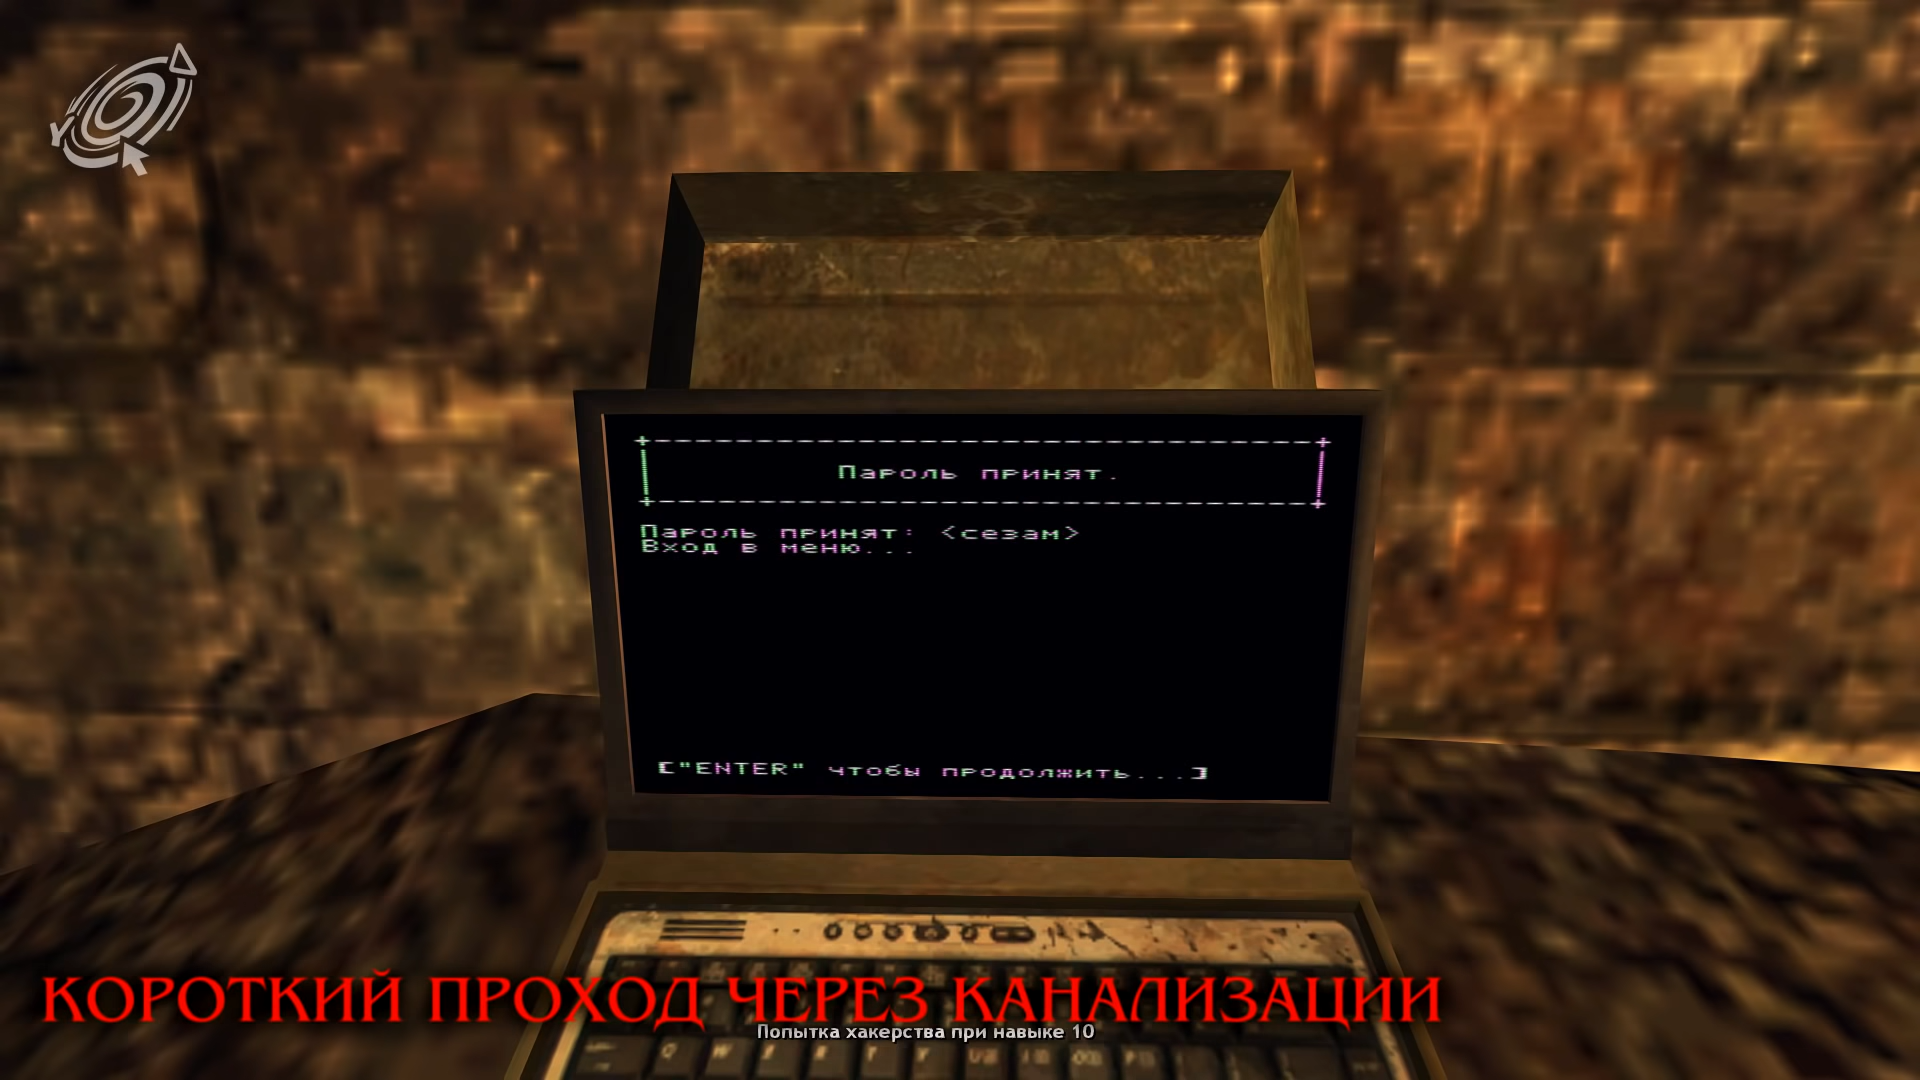 Пароль принят.
Пароль принят: <сезам>
Вход в меню...
["ENTER" чтобы продолжить...]
КОРОТКИЙ ПРОХОД ЧЕРЕЗ КАНАЛИЗАЦИИ
Попытка хакерства при навыке 10
Q W